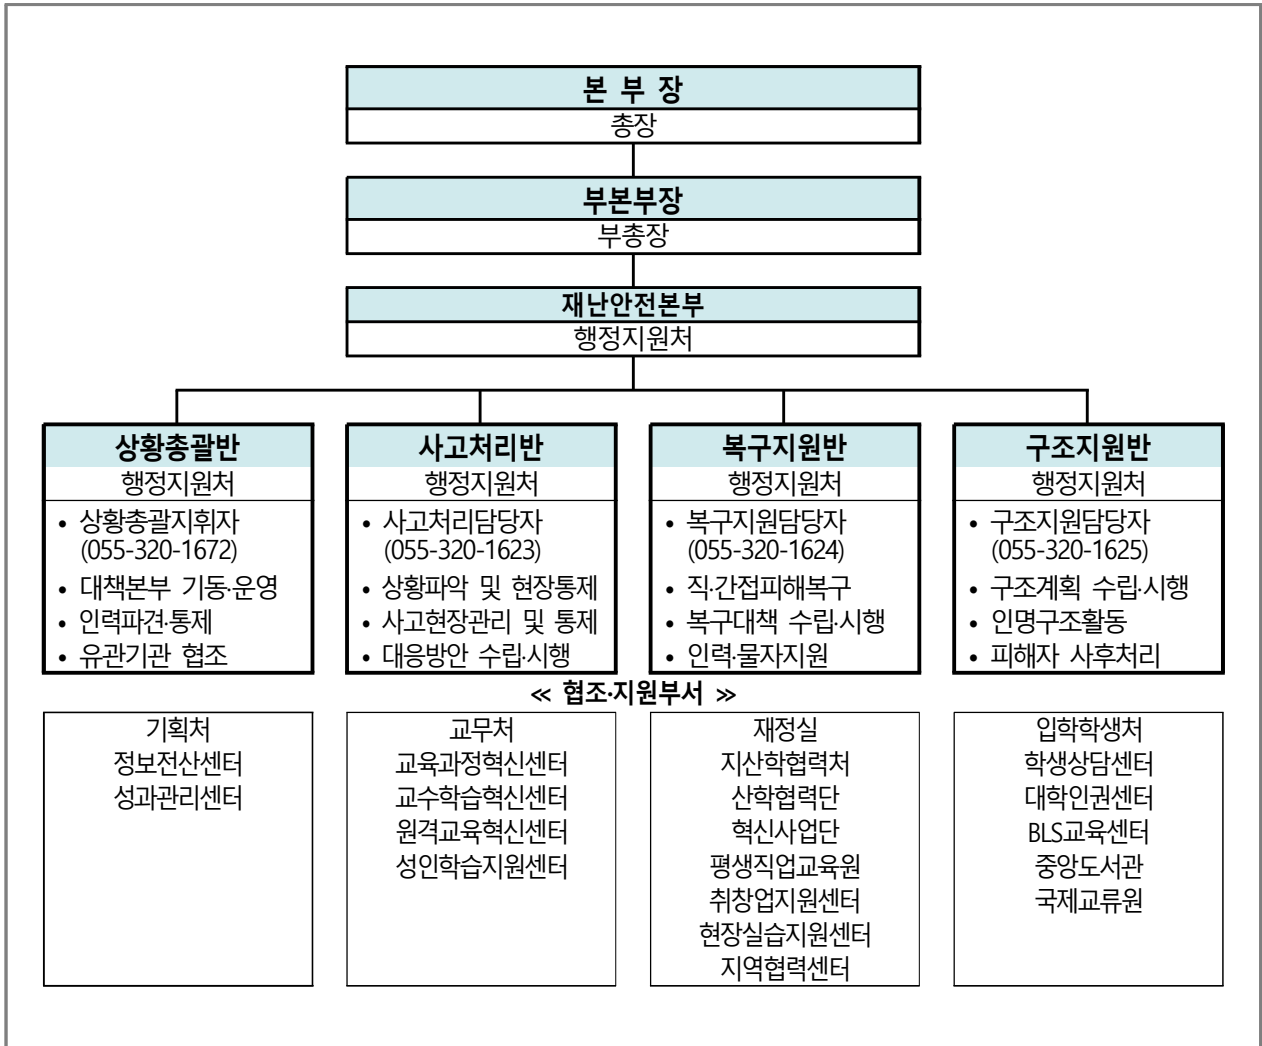 본 부 장
총장
부본부장
부총장
재난안전본부
행정지원처
상황총괄반
행정지원처
• 상황총괄지휘자
(055-320-1672)
• 대책본부 기동·운영
• 인력파견·통제
• 유관기관 협조
사고처리반
행정지원처
• 사고처리담당자
(055-320-1623)
• 상황파악 및 현장통제
• 사고현장관리 및 통제
• 대응방안 수립·시행
복구지원반
행정지원처
• 복구지원담당자
(055-320-1624)
• 직·간접피해복구
• 복구대책 수립·시행
• 인력·물자지원
구조지원반
행정지원처
• 구조지원담당자
(055-320-1625)
• 구조계획 수립·시행
• 인명구조활동
• 피해자 사후처리
≪ 협조·지원부서 ≫
기획처
정보전산센터
성과관리센터
교무처
교육과정혁신센터
교수학습혁신센터
원격교육혁신센터
성인학습지원센터
재정실
지산학협력처
산학협력단
혁신사업단
평생직업교육원
취창업지원센터
현장실습지원센터
지역협력센터
입학학생처
학생상담센터
대학인권센터
BLS교육센터
중앙도서관
국제교류원